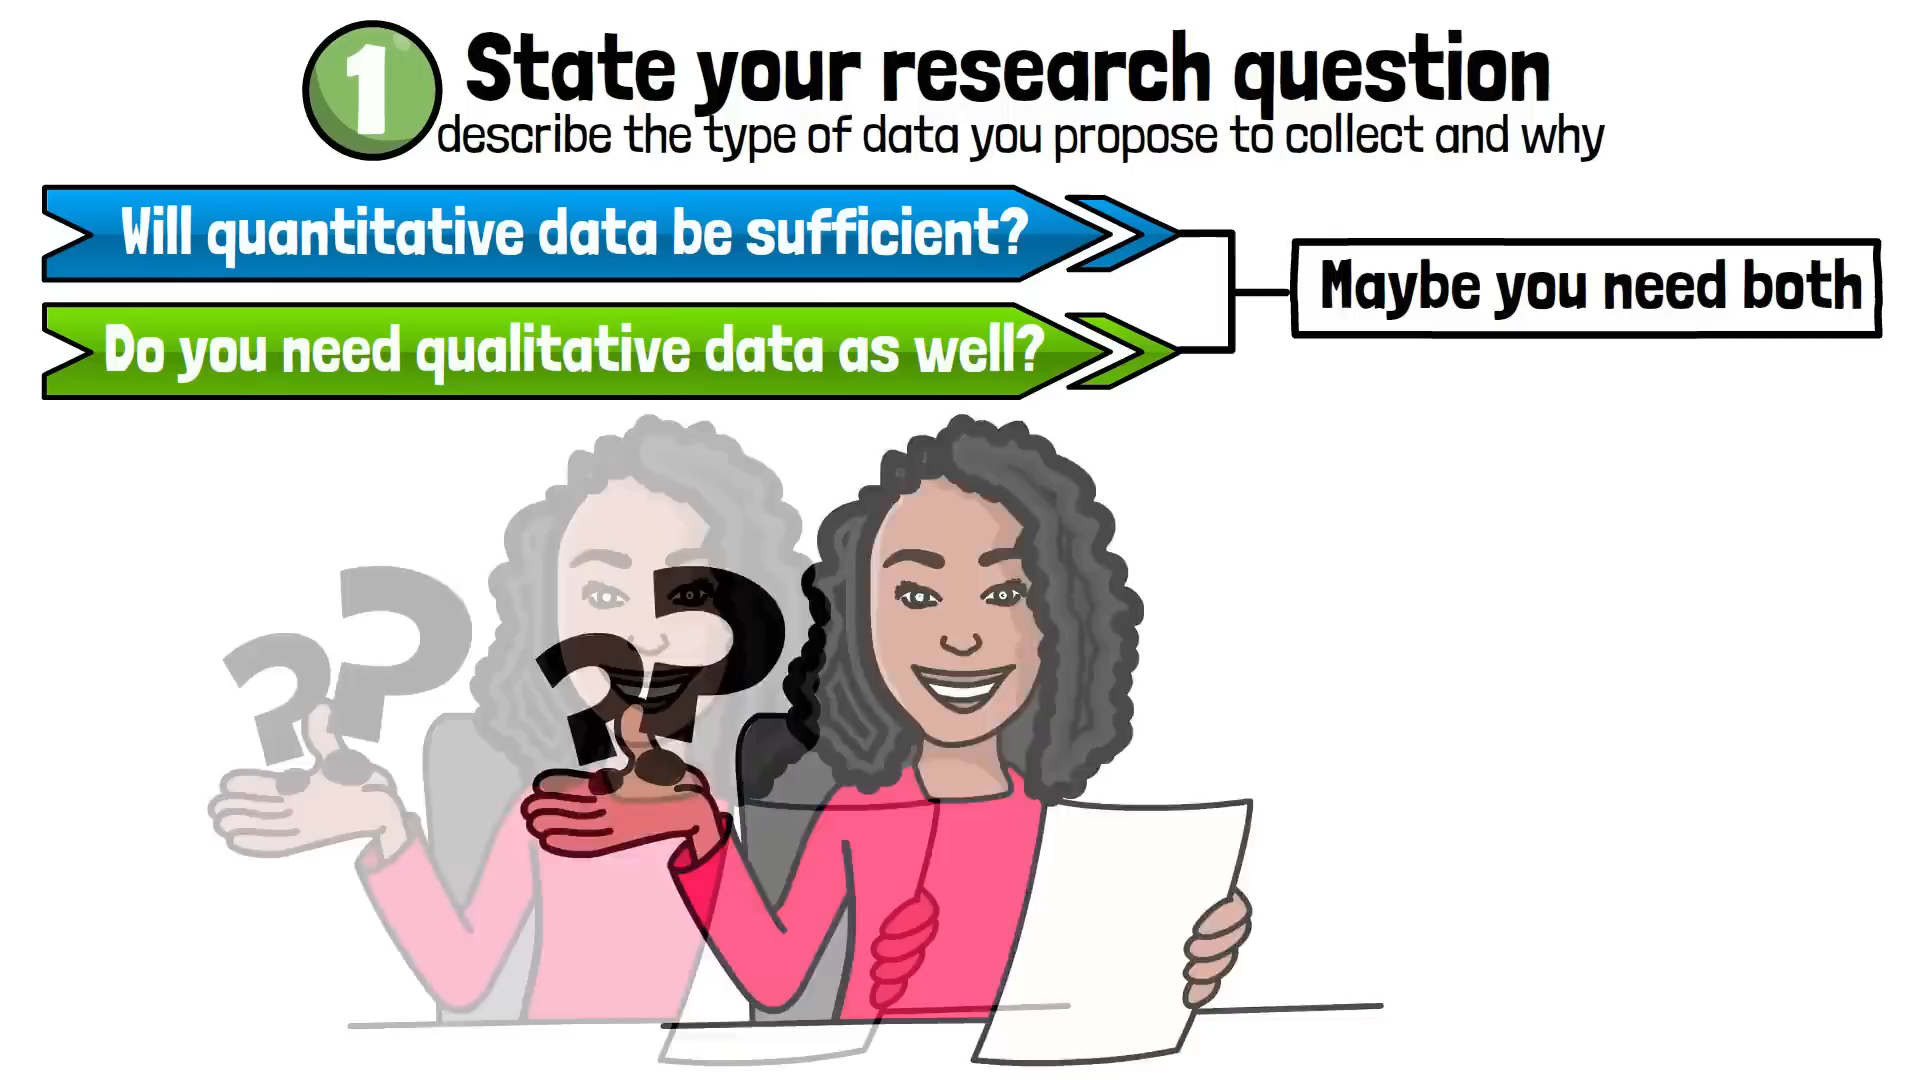 1
State your research question
describe the type of data you propose to collect and why
Will quantitative data be sufficient?
Do you need qualitative data as well?
Maybe you need both
? ?
? ?